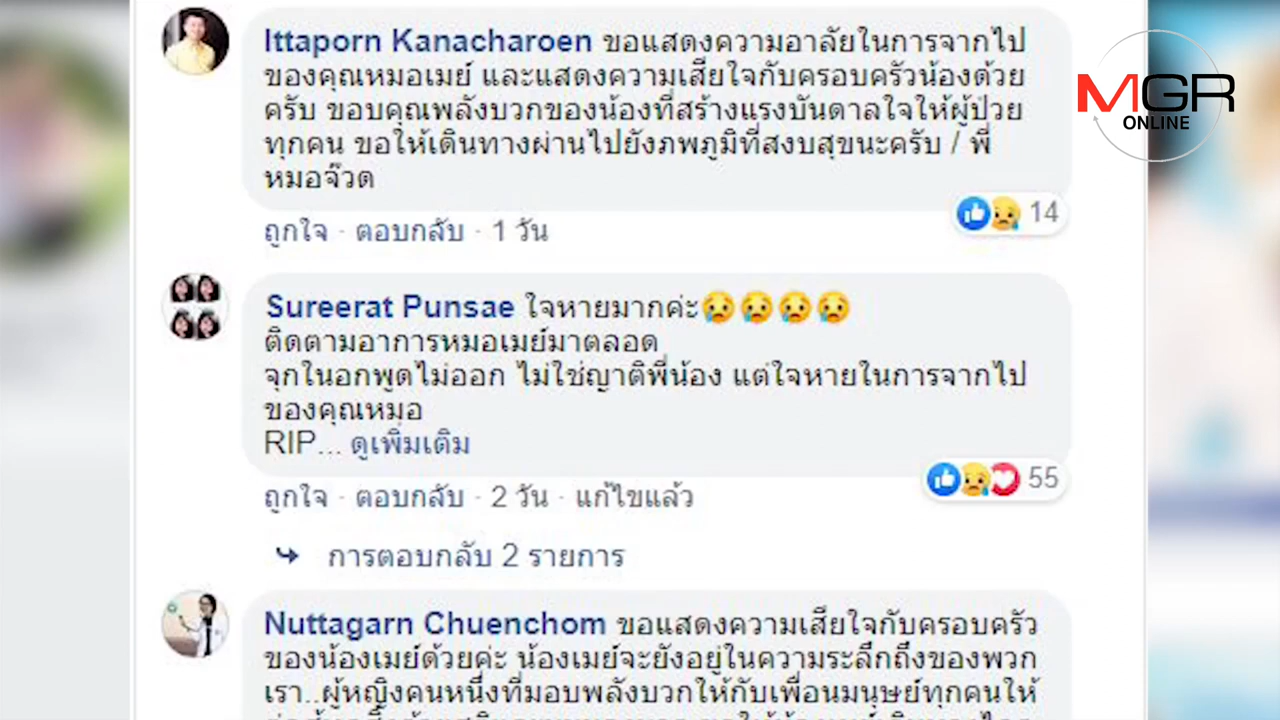 Ittaporn Kanacharoen ขอแสดงความอาลัยในการจากไป
ของคุณหมอเมย์ และแสดงความเสียใจกับครอบครัวน้องด้วย
ครับ ขอบคุณพลังบวกของน้องที่สร้างแรงบันดาลใจให้ผู้ป่วย
ทุกคน ขอให้เดินทางผ่านไปยังภพภูมิที่สงบสุขนะครับ / พี่
หมอจ๊วด
14
ถูกใจ · ตอบกลับ · 1 วัน
MGR
ONLINE
Sureerat Punsae ใจหายมากค่ะ😢😢😢😢
ติดตามอาการหมอเมย์มาตลอด
จุกในอกพูดไม่ออก ไม่ใช่ญาติพี่น้อง แต่ใจหายในการจากไป
ของคุณหมอ
RIP... ดูเพิ่มเติม
55
ถูกใจ · ตอบกลับ · 2 วัน · แก้ไขแล้ว
การตอบกลับ 2 รายการ
Nuttagarn Chuenchom ขอแสดงความเสียใจกับครอบครัว
ของน้องเมย์ด้วยค่ะ น้องเมย์จะยังอยู่ในความระลึกถึงของพวก
เรา..ผู้หญิงคนหนึ่งที่มอบพลังบวกให้กับเพื่อนมนุษย์ทุกคนให้